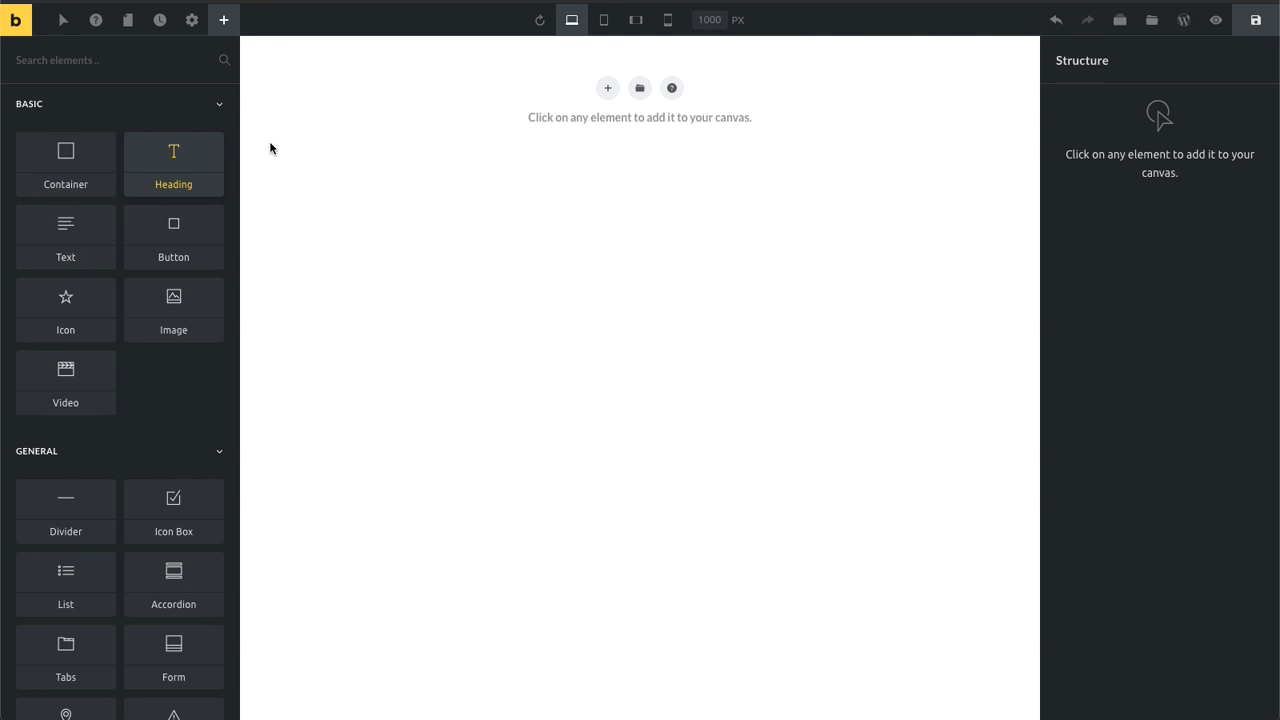 b
1000 PX
Search elements ..
BASIC
Container
Heading
Text
Button
Icon
Image
Video
GENERAL
Divider
Icon Box
List
Accordion
Tabs
Form
Click on any element to add it to your canvas.
Structure
Click on any element to add it to your
canvas.